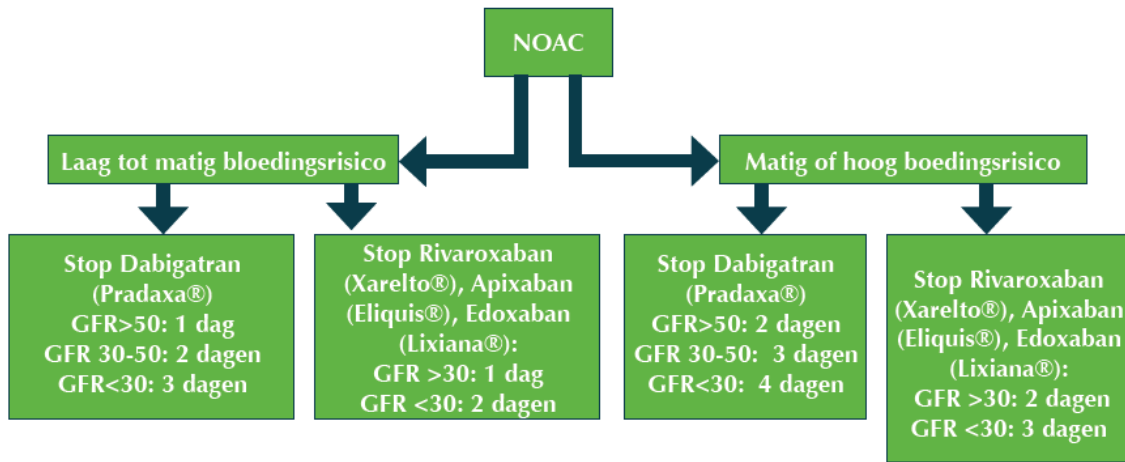 NOAC
Laag tot matig bloedingsrisico
Matig of hoog boedingsrisico
Stop Dabigatran
(Pradaxa®)
GFR>50: 1 dag
GFR 30-50: 2 dagen
GFR<30: 3 dagen
Stop Rivaroxaban
(Xarelto®), Apixaban
(Eliquis®), Edoxaban
(Lixiana®):
GFR >30: 1 dag
GFR <30: 2 dagen
Stop Dabigatran
(Pradaxa®)
GFR>50: 2 dagen
GFR 30-50:  3 dagen
GFR<30:  4 dagen
Stop Rivaroxaban
(Xarelto®), Apixaban
(Eliquis®), Edoxaban
(Lixiana®):
GFR >30: 2 dagen
GFR <30: 3 dagen